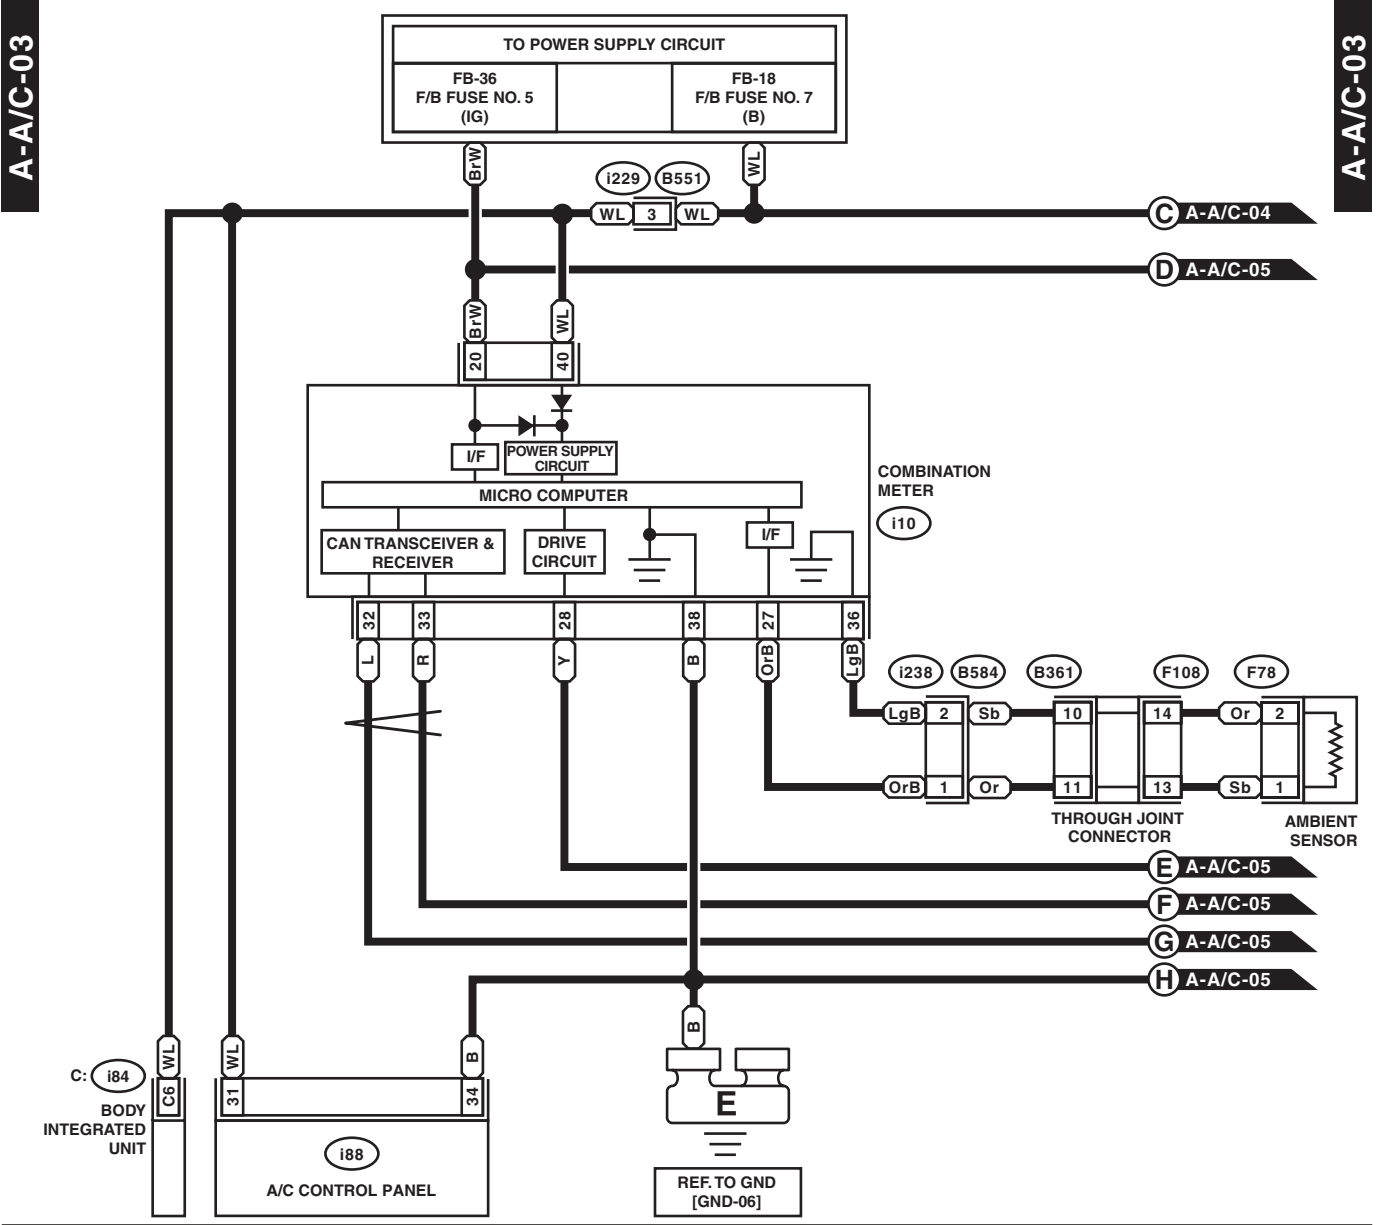 A-A/C-03
A-A/C-03
TO POWER SUPPLY CIRCUIT
FB-36
F/B FUSE NO. 5
(IG)
FB-18
F/B FUSE NO. 7
(B)
BrW
WL
i229
B551
WL
3
WL
C
A-A/C-04
D
A-A/C-05
BrW
WL
20
40
I/F
POWER SUPPLY
CIRCUIT
MICRO COMPUTER
CAN TRANSCEIVER &
RECEIVER
DRIVE
CIRCUIT
I/F
COMBINATION
METER
i10
32
33
28
38
27
36
L
R
Y
B
OrB
LgB
i238
B584
B361
F108
F78
LgB
2
Sb
10
14
Or
2
OrB
1
Or
11
13
Sb
1
THROUGH JOINT
CONNECTOR
AMBIENT
SENSOR
E
A-A/C-05
F
A-A/C-05
G
A-A/C-05
H
A-A/C-05
B
WL
WL
B
C:
i84
C6
31
34
BODY
INTEGRATED
UNIT
i88
A/C CONTROL PANEL
E
REF. TO GND
[GND-06]